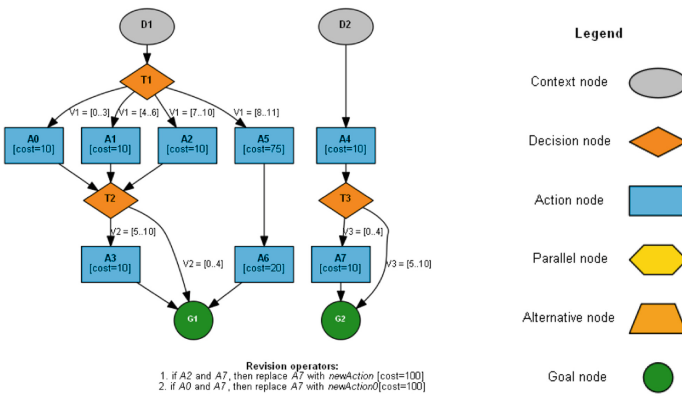 D1
D2
Legend
Context node
T1
V1 = [0..3]
V1 = [4..6]
V1 = [7..10]
V1 = [8..11]
A0
[cost=10]
A1
[cost=10]
A2
[cost=10]
A5
[cost=75]
A4
[cost=10]
Decision node
T2
T3
Action node
V2 = [5..10]
V2 = [0..4]
V3 = [0..4]
V3 = [5..10]
A3
[cost=10]
A6
[cost=20]
A7
[cost=10]
Parallel node
G1
G2
Alternative node
Goal node
Revision operators:
1. if A2 and A7, then replace A7 with newAction [cost=100]
2. if A0 and A7, then replace A7 with newAction0[cost=100]